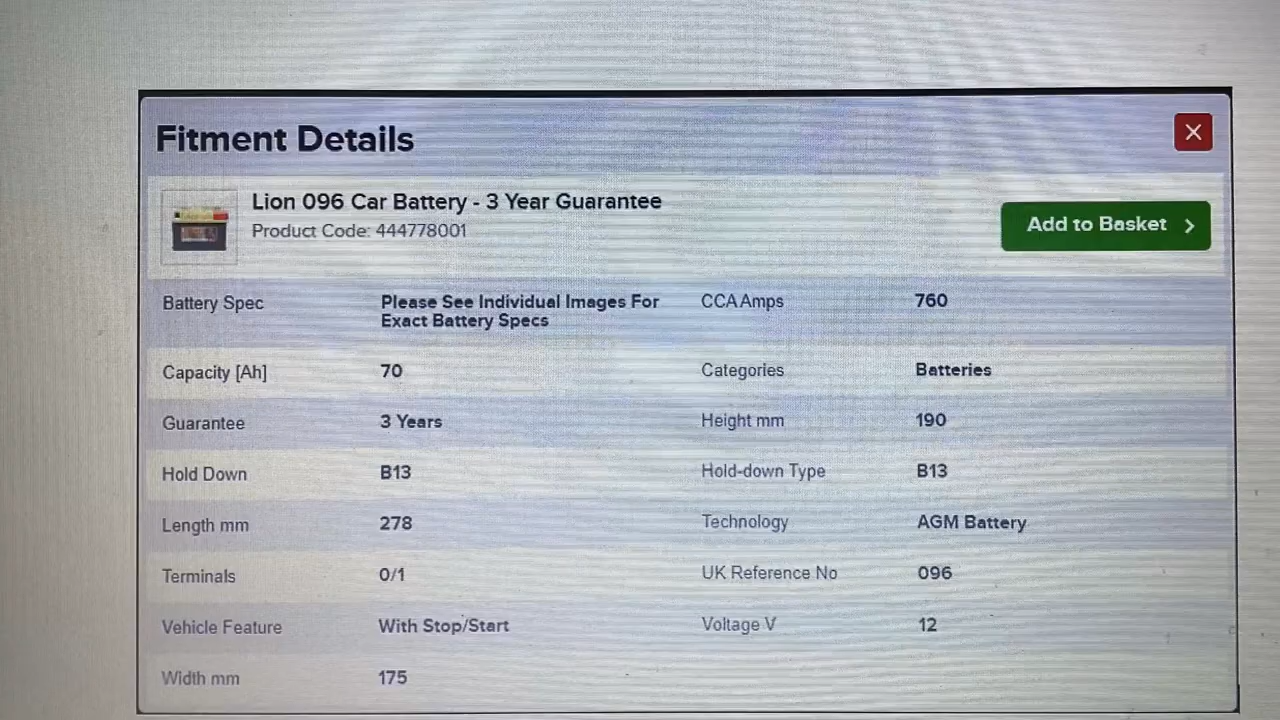 Fitment Details
Lion 096 Car Battery - 3 Year Guarantee
Product Code: 444778001
Add to Basket
Battery Spec
Please See Individual Images For
Exact Battery Specs
CCA Amps
760
Capacity [Ah]
70
Categories
Batteries
Guarantee
3 Years
Height mm
190
Hold Down
B13
Hold-down Type
B13
Length mm
278
Technology
AGM Battery
Terminals
0/1
UK Reference No
096
Vehicle Feature
With Stop/Start
Voltage V
12
Width mm
175